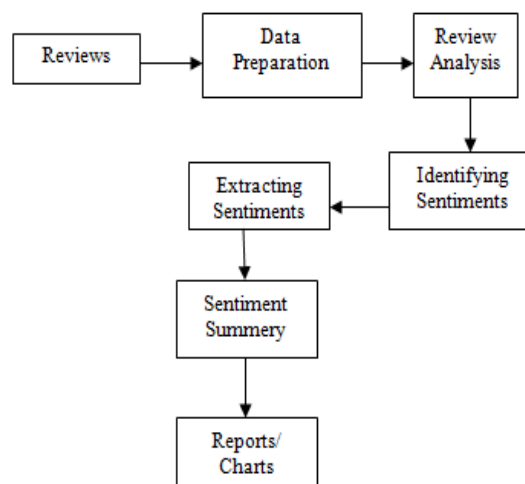 Reviews
Data
Preparation
Review
Analysis
Identifying
Sentiments
Extracting
Sentiments
Sentiment
Summery
Reports/
Charts